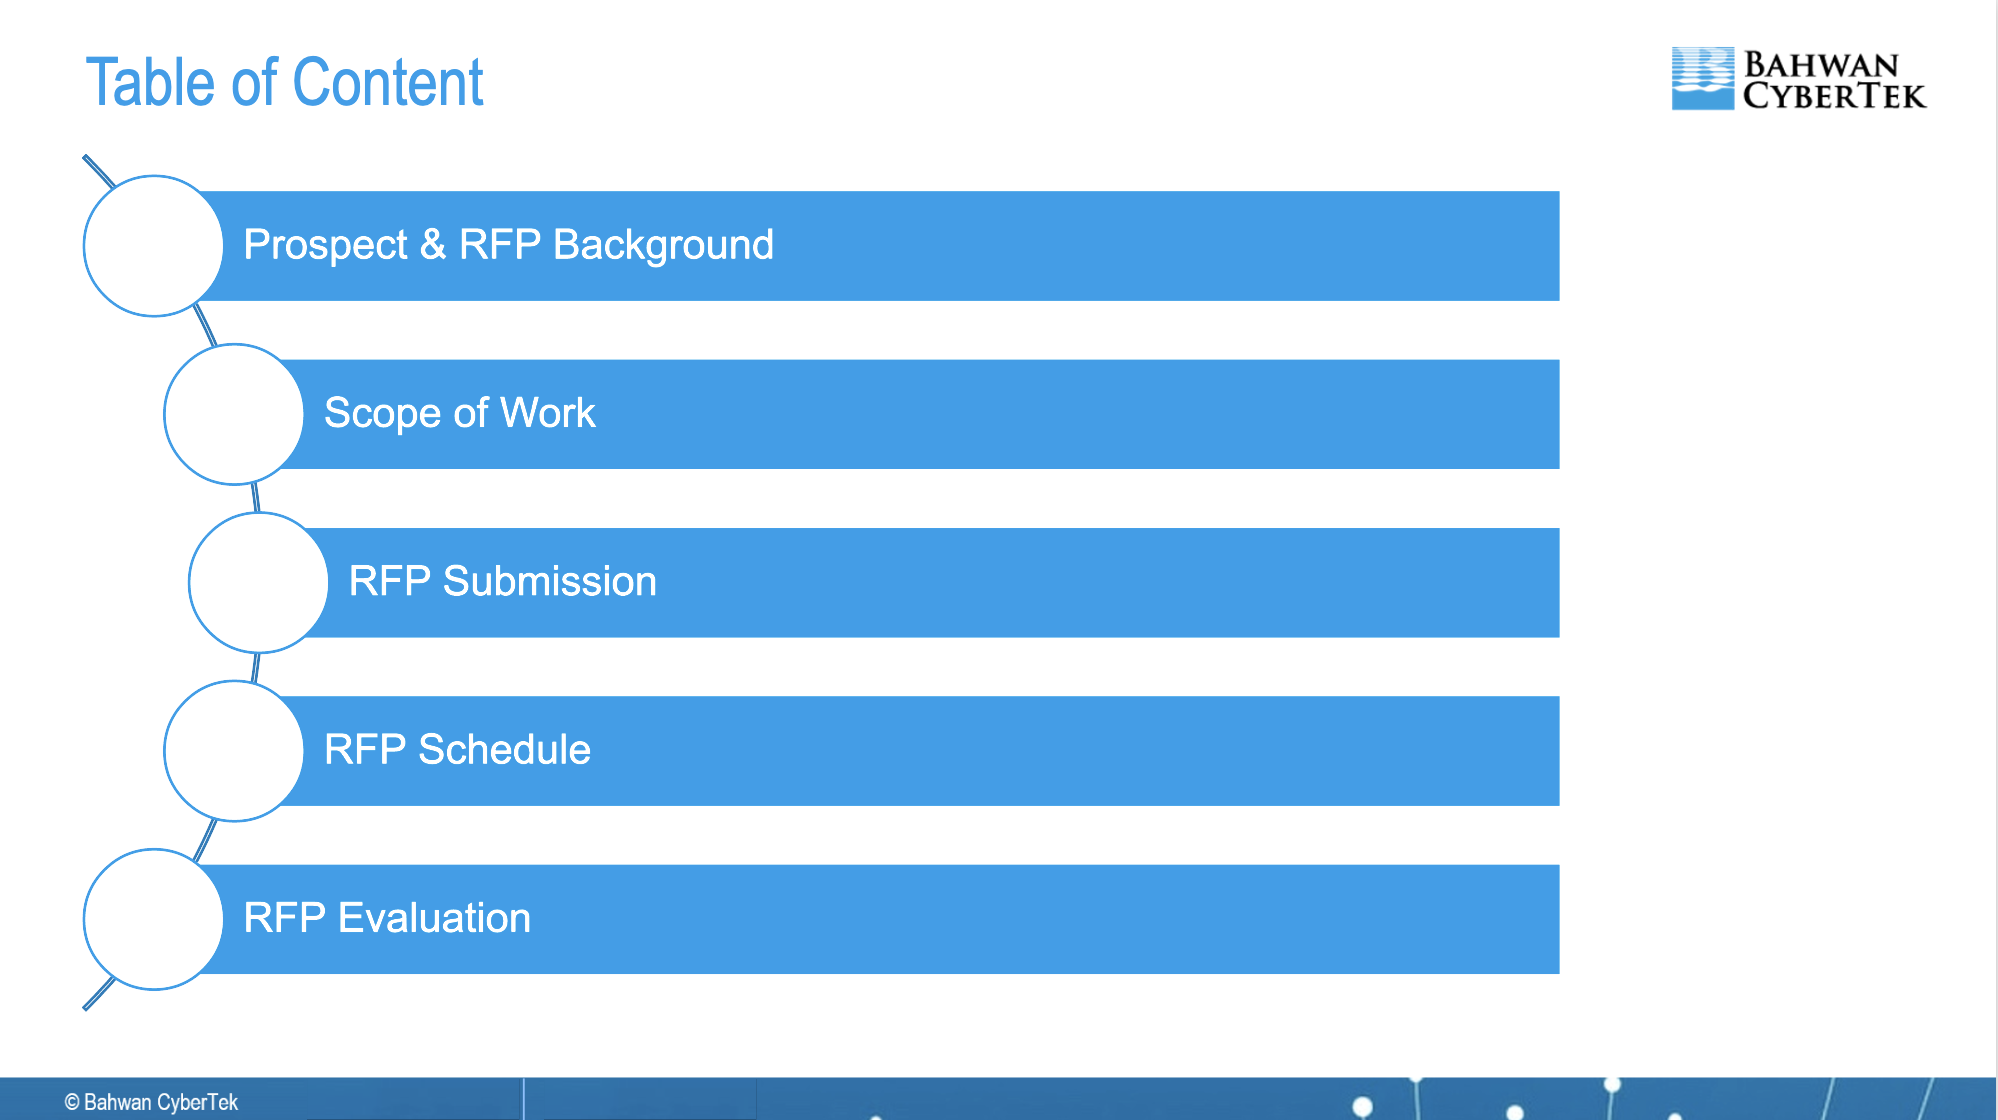 Table of Content
BAHWAN
CYBERTEK
Prospect & RFP Background
Scope of Work
RFP Submission
RFP Schedule
RFP Evaluation
© Bahwan CyberTek